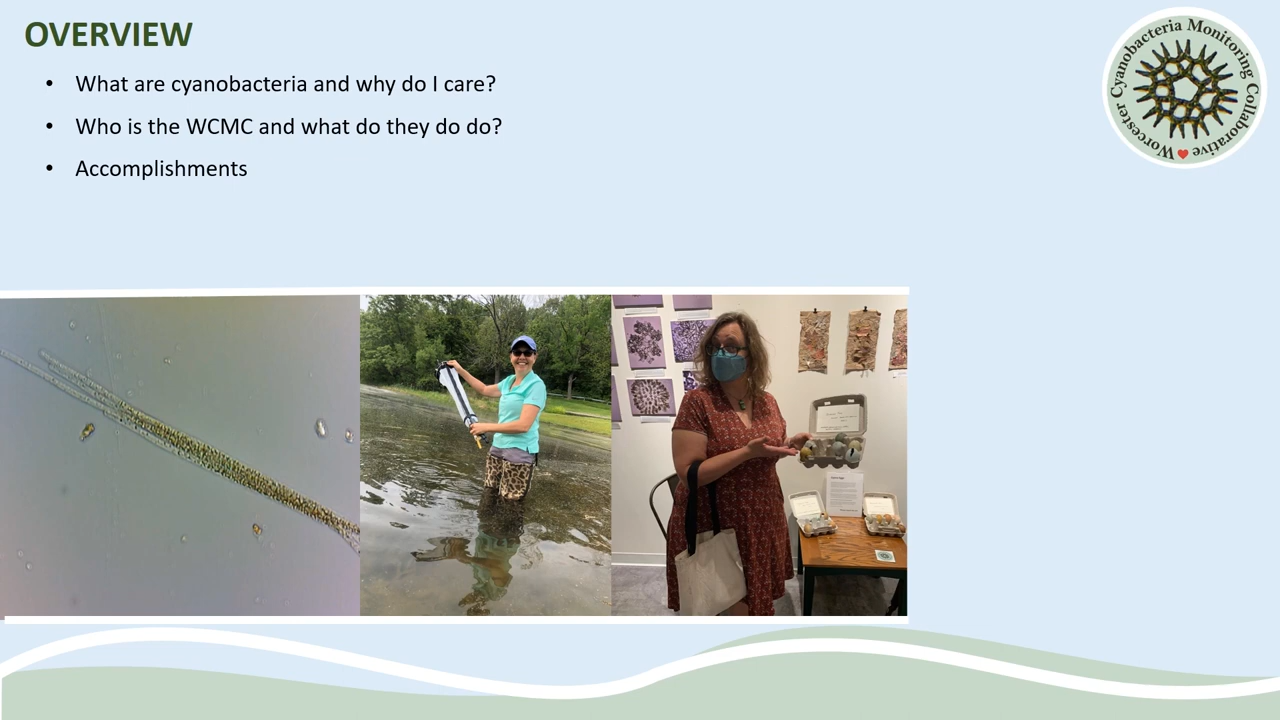 OVERVIEW
• What are cyanobacteria and why do I care?
• Who is the WCMC and what do they do do?
• Accomplishments
Worcester Cyanobacteria Monitoring Collaborative